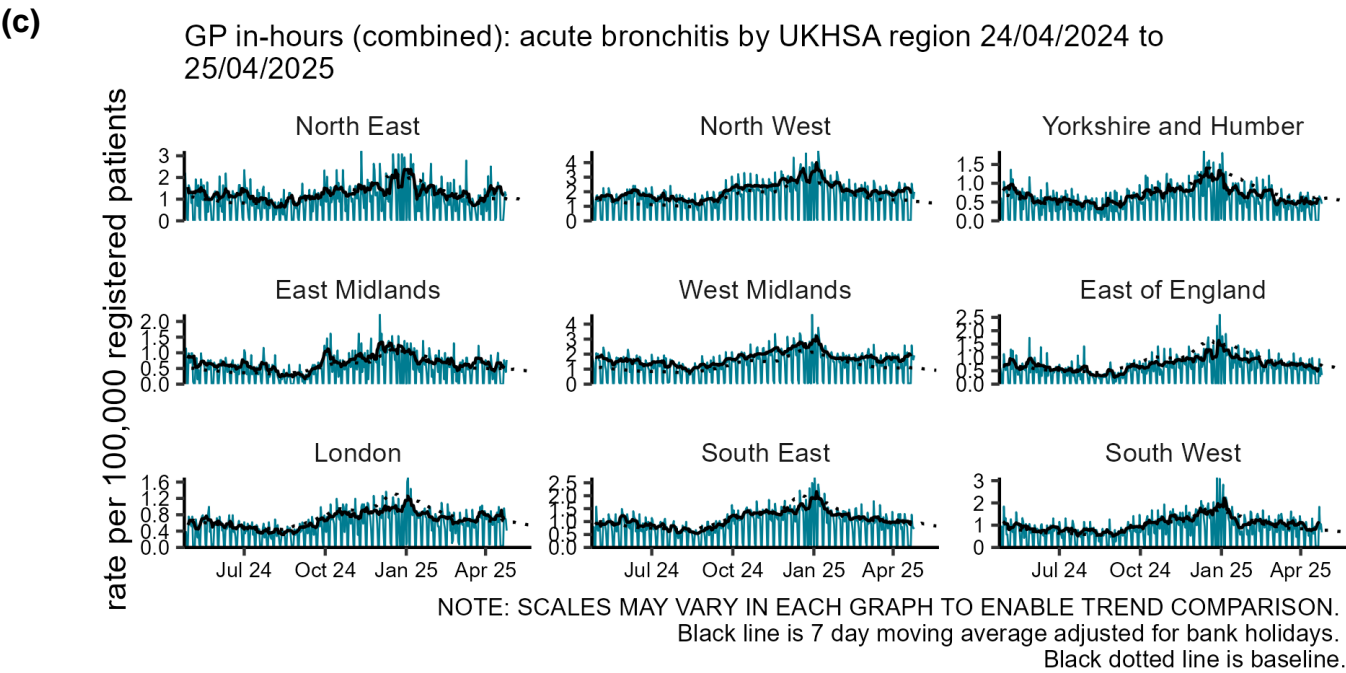 (c)
GP in-hours (combined): acute bronchitis by UKHSA region 24/04/2024 to
25/04/2025
rate per 100,000 registered patients
North East
3
2
1
0
North West
4
3
2
1
0
Yorkshire and Humber
1.5
1.0
0.5
0.0
East Midlands
2.0
1.5
1.0
0.5
0.0
West Midlands
4
3
2
1
0
East of England
2.5
2.0
1.5
1.0
0.5
0.0
London
1.6
1.2
0.8
0.4
0.0
Jul 24 Oct 24 Jan 25 Apr 25
South East
2.5
2.0
1.5
1.0
0.5
0.0
Jul 24 Oct 24 Jan 25 Apr 25
South West
3
2
1
0
Jul 24 Oct 24 Jan 25 Apr 25
NOTE: SCALES MAY VARY IN EACH GRAPH TO ENABLE TREND COMPARISON.
Black line is 7 day moving average adjusted for bank holidays.
Black dotted line is baseline.